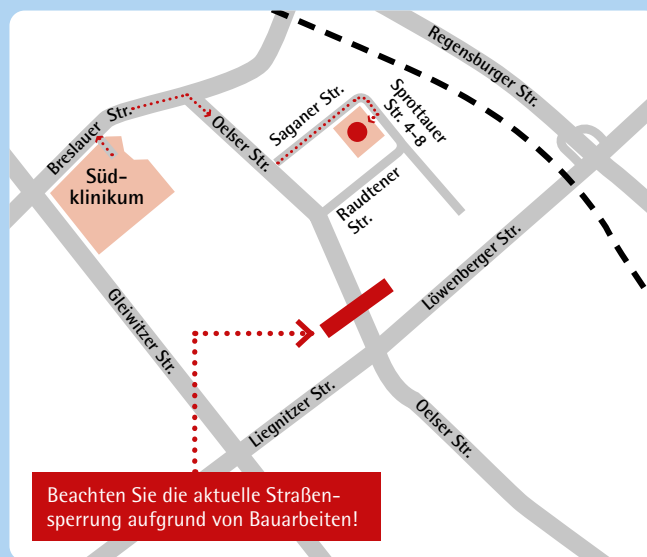 Regensburger Str.
Breslauer Str.
Oelser Str.
Saganer Str.
Sprottauer
Str. 4–8
Süd-
klinikum
Raudtener
Str.
Löwenberger Str.
Gleiwitzer Str.
Liegnitzer Str.
Oelser Str.
Beachten Sie die aktuelle Straßen-
sperrung aufgrund von Bauarbeiten!